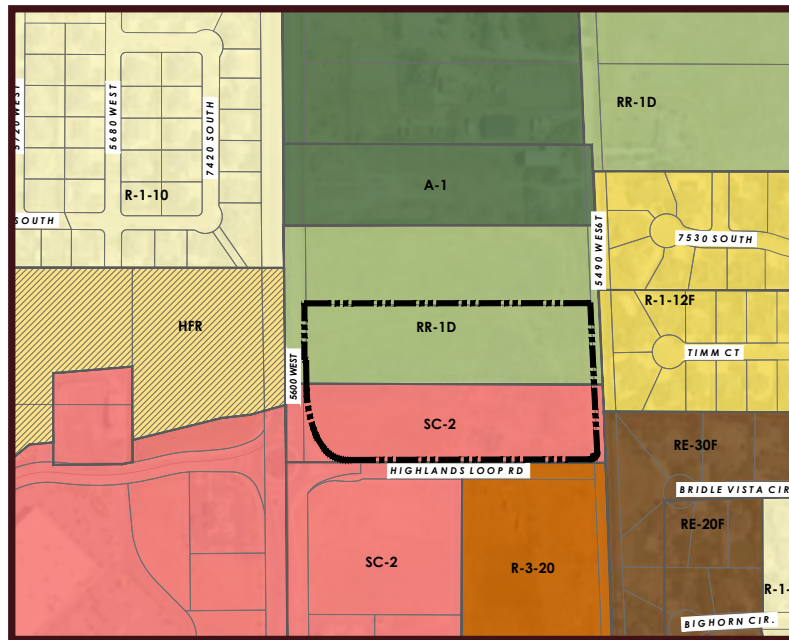 RR-1D
5720 WEST
5680 WEST
7420 SOUTH
A-1
R-1-10
SOUTH
5490 WES6T
7530 SOUTH
R-1-12F
HFR
RR-1D
TIMM CT
5600 WEST
SC-2
RE-30F
HIGHLANDS LOOP RD
BRIDLE VISTA CIR
RE-20F
SC-2
R-3-20
R-1-
BIGHORN CIR.